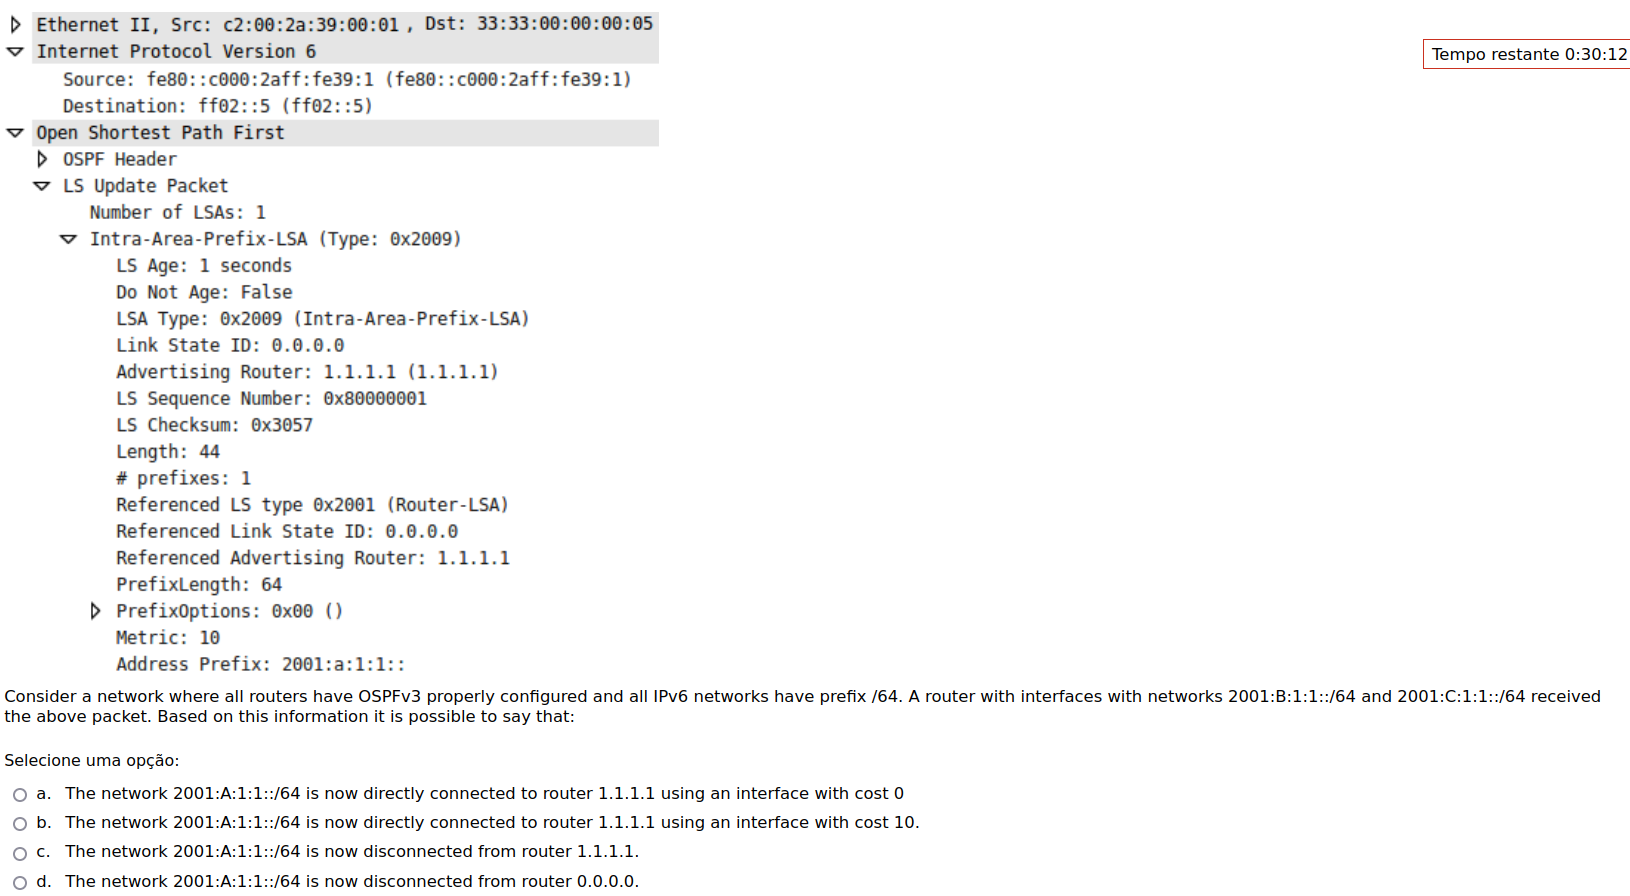 Ethernet II, Src: c2:00:2a:39:00:01 , Dst: 33:33:00:00:00:05
Internet Protocol Version 6
Tempo restante 0:30:12
Source: fe80::c000:2aff:fe39:1 (fe80::c000:2aff:fe39:1)
Destination: ff02::5 (ff02::5)
Open Shortest Path First
OSPF Header
LS Update Packet
Number of LSAs: 1
Intra-Area-Prefix-LSA (Type: 0x2009)
LS Age: 1 seconds
Do Not Age: False
LSA Type: 0x2009 (Intra-Area-Prefix-LSA)
Link State ID: 0.0.0.0
Advertising Router: 1.1.1.1 (1.1.1.1)
LS Sequence Number: 0x80000001
LS Checksum: 0x3057
Length: 44
# prefixes: 1
Referenced LS type 0x2001 (Router-LSA)
Referenced Link State ID: 0.0.0.0
Referenced Advertising Router: 1.1.1.1
PrefixLength: 64
PrefixOptions: 0x00 ()
Metric: 10
Address Prefix: 2001:a:1:1::
Consider a network where all routers have OSPFv3 properly configured and all IPv6 networks have prefix /64. A router with interfaces with networks 2001:B:1:1::/64 and 2001:C:1:1::/64 received
the above packet. Based on this information it is possible to say that:
Selecione uma opção:
a. The network 2001:A:1:1::/64 is now directly connected to router 1.1.1.1 using an interface with cost 0
b. The network 2001:A:1:1::/64 is now directly connected to router 1.1.1.1 using an interface with cost 10.
c. The network 2001:A:1:1::/64 is now disconnected from router 1.1.1.1.
d. The network 2001:A:1:1::/64 is now disconnected from router 0.0.0.0.